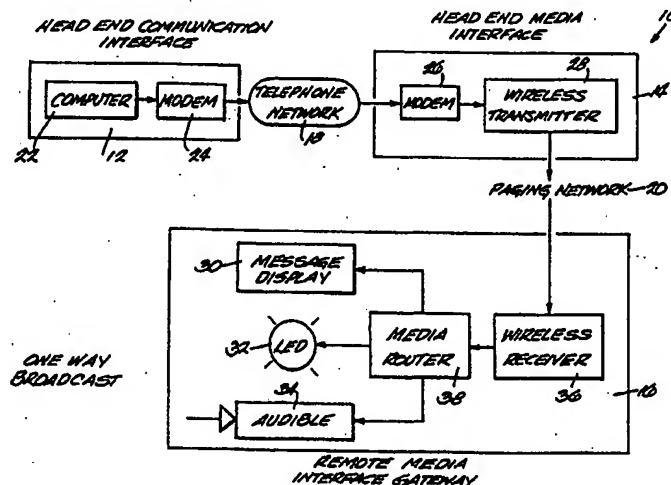 HEAD END COMMUNICATION
INTERFACE
HEAD END MEDIA
INTERFACE
10
COMPUTER
MODEM
22
12
24
TELEPHONE
NETWORK
18
26
MODEM
28
WIRELESS
TRANSMITTER
14
PAGING NETWORK
20
30
MESSAGE
DISPLAY
ONE WAY
BROADCAST
32
LED
MEDIA
ROUTER
38
WIRELESS
RECEIVER
36
16
34
AUDIBLE
REMOTE MEDIA
INTERFACE GATEWAY